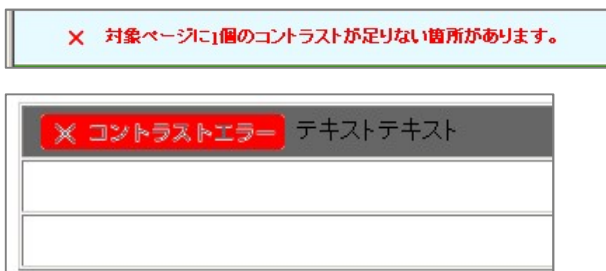 × 対象ページに1個のコントラストが足りない箇所があります。
× コントラストエラー テキストテキスト